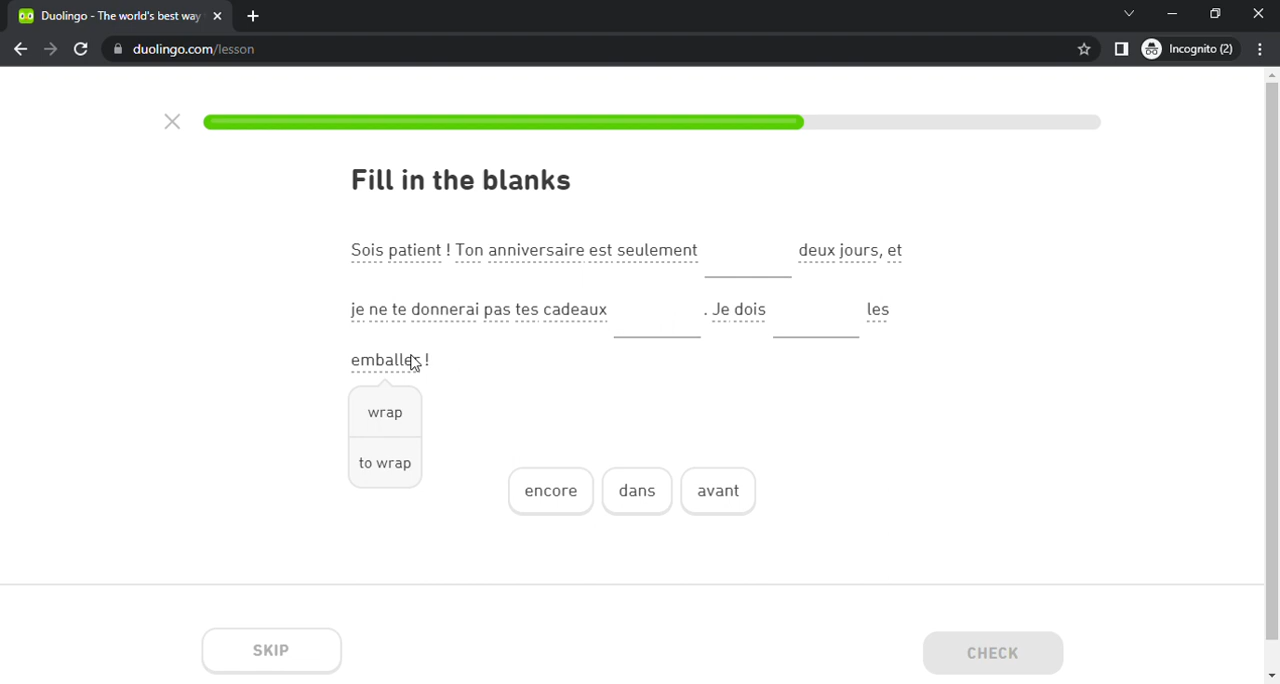 Duolingo - The world's best way
duolingo.com/lesson
Incognito (2)
Fill in the blanks
Sois patient ! Ton anniversaire est seulement deux jours, et
je ne te donnerai pas tes cadeaux . Je dois les
emballer !
wrap
to wrap
encore dans avant
SKIP CHECK